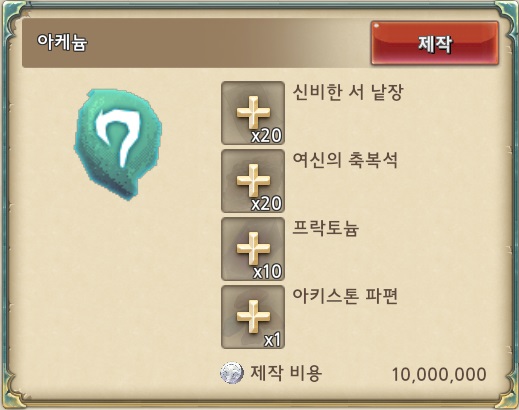 아케늄
제작
신비한 서 낱장
x20
여신의 축복석
x20
프락토늄
x10
아키스톤 파편
x1
제작 비용 10,000,000